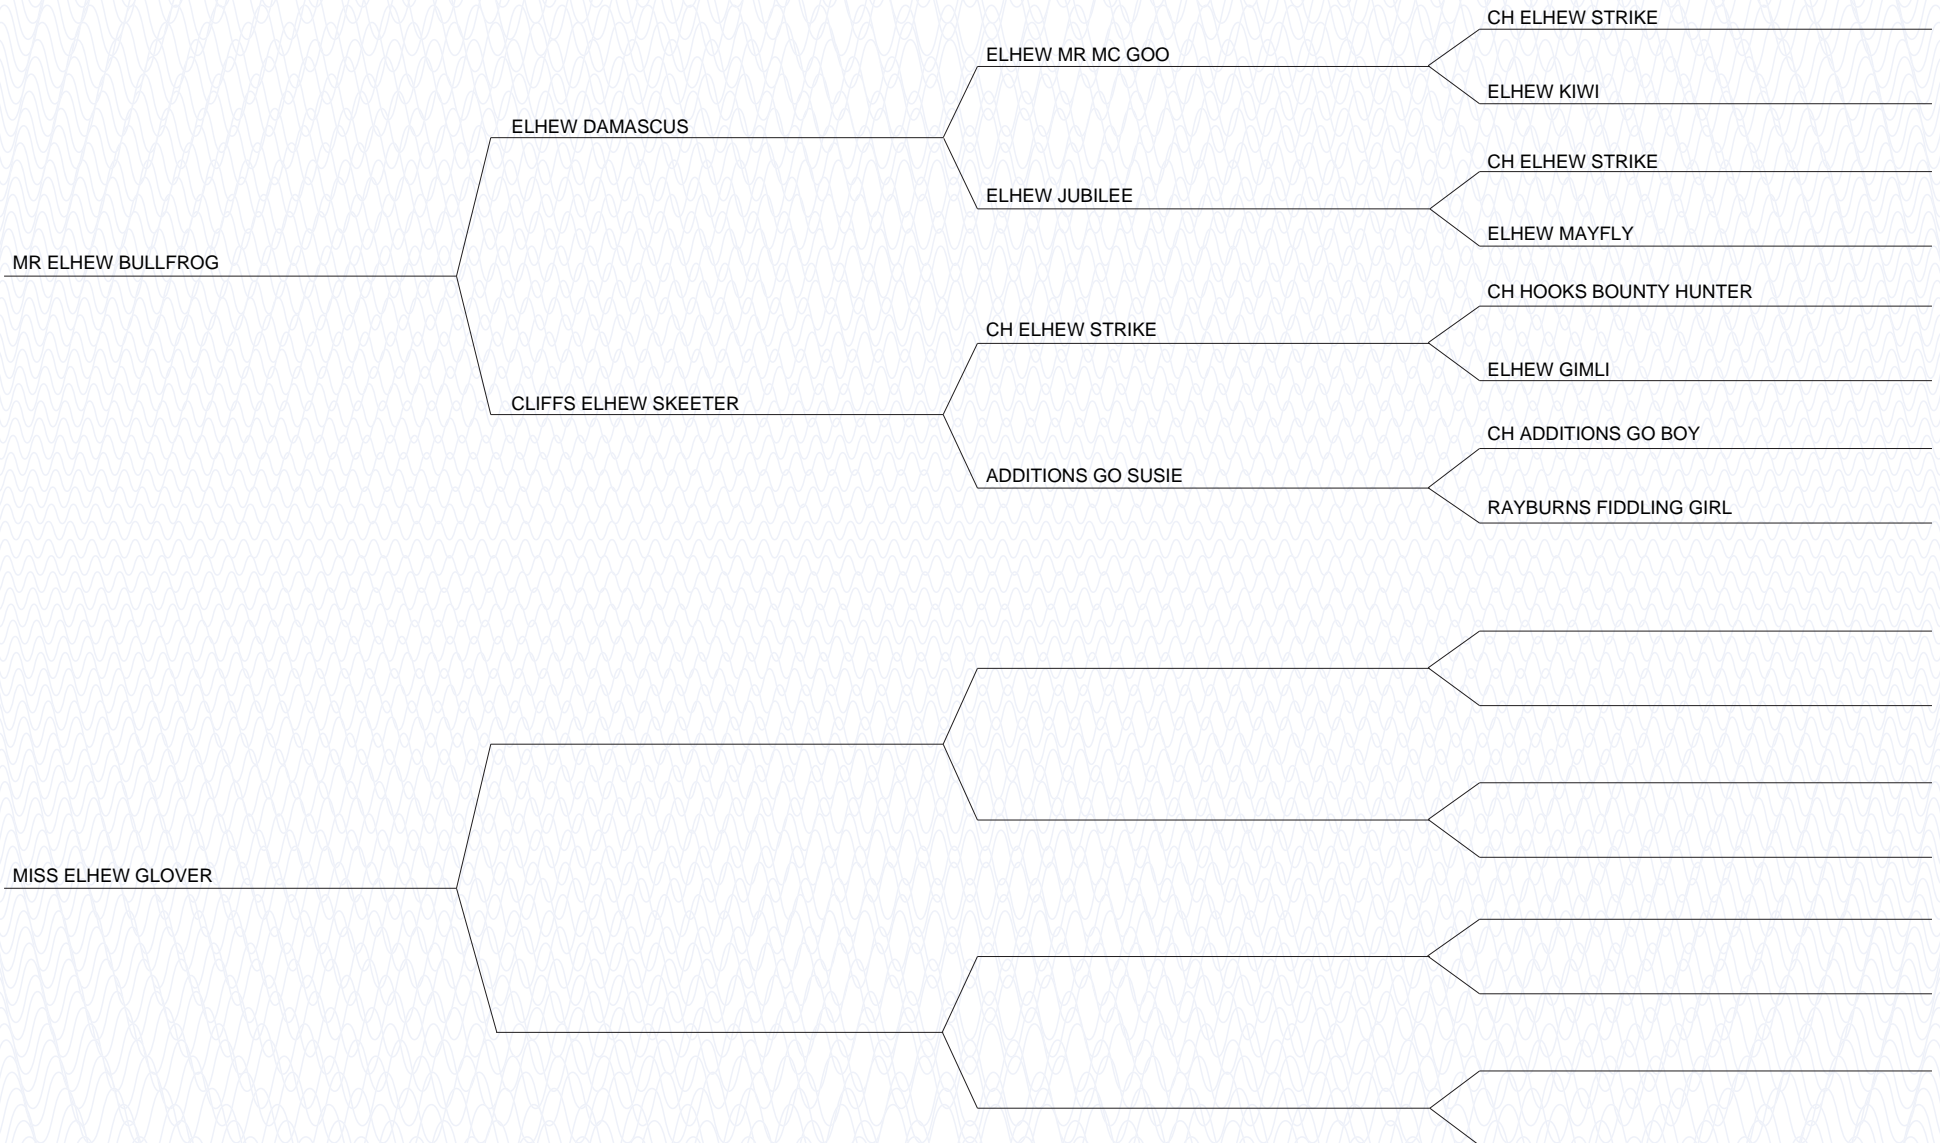 CH ELHEW STRIKE
ELHEW MR MC GOO
ELHEW KIWI
ELHEW DAMASCUS
CH ELHEW STRIKE
ELHEW JUBILEE
ELHEW MAYFLY
MR ELHEW BULLFROG
CH HOOKS BOUNTY HUNTER
CH ELHEW STRIKE
ELHEW GIMLI
CLIFFS ELHEW SKEETER
CH ADDITIONS GO BOY
ADDITIONS GO SUSIE
RAYBURNS FIDDLING GIRL
MISS ELHEW GLOVER